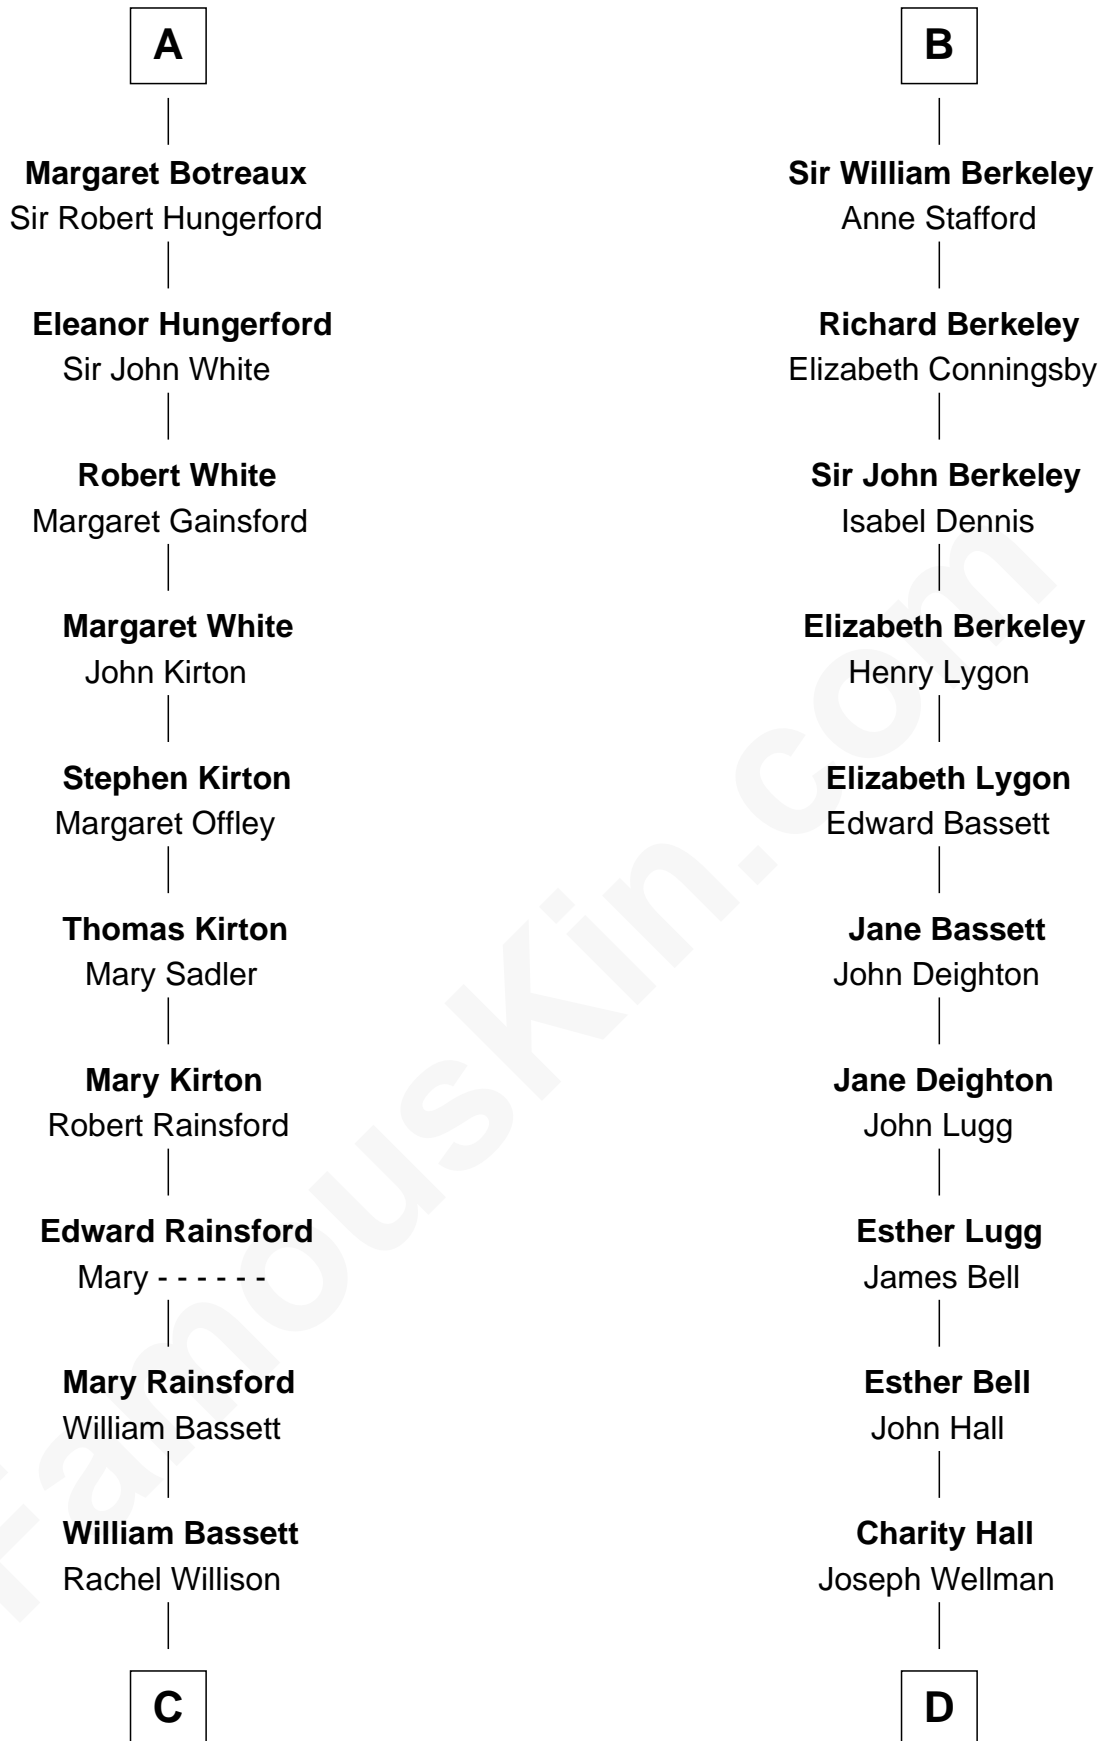 A
Margaret Botreaux
Sir Robert Hungerford
Eleanor Hungerford
Sir John White
Robert White
Margaret Gainsford
Margaret White
John Kirton
Stephen Kirton
Margaret Offley
Thomas Kirton
Mary Sadler
Mary Kirton
Robert Rainsford
Edward Rainsford
Mary - - - - - -
Mary Rainsford
William Bassett
William Bassett
Rachel Willison
C
B
Sir William Berkeley
Anne Stafford
Richard Berkeley
Elizabeth Conningsby
Sir John Berkeley
Isabel Dennis
Elizabeth Berkeley
Henry Lygon
Elizabeth Lygon
Edward Bassett
Jane Bassett
John Deighton
Jane Deighton
John Lugg
Esther Lugg
James Bell
Esther Bell
John Hall
Charity Hall
Joseph Wellman
D
FamousKin.com